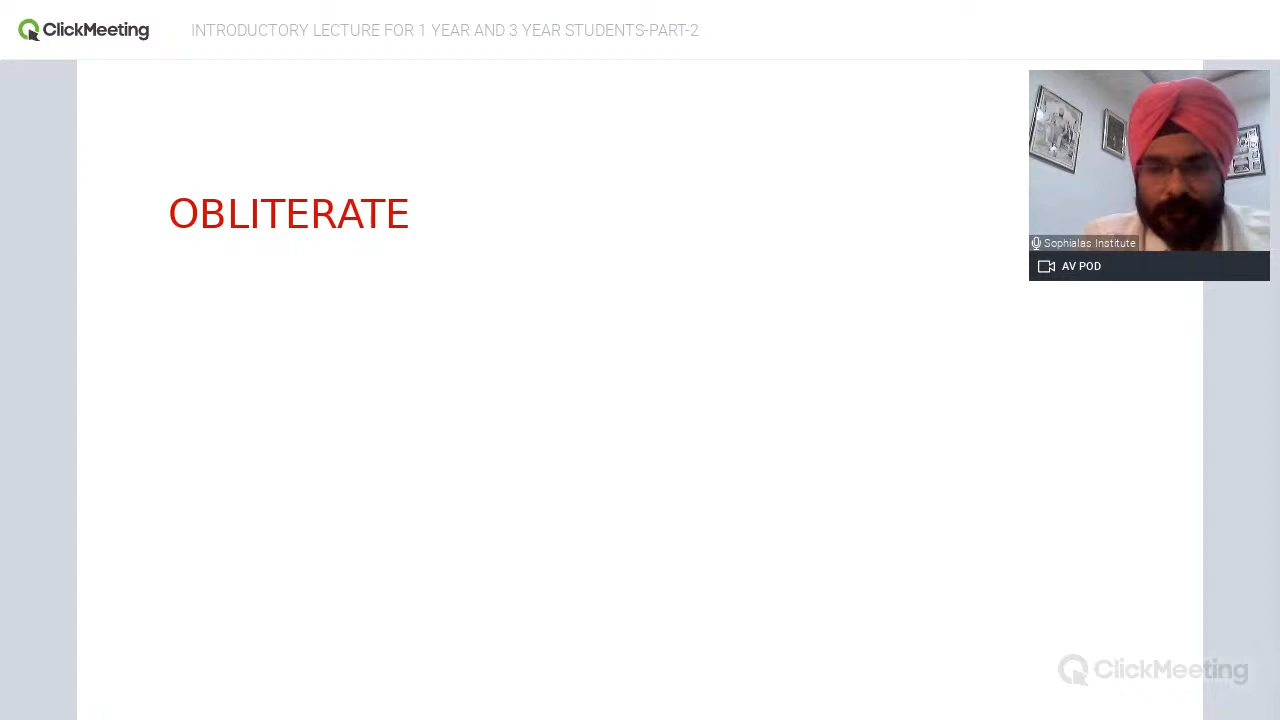 ClickMeeting
INTRODUCTORY LECTURE FOR 1 YEAR AND 3 YEAR STUDENTS-PART-2
OBLITERATE
Sophialas Institute
AV POD
ClickMeeting